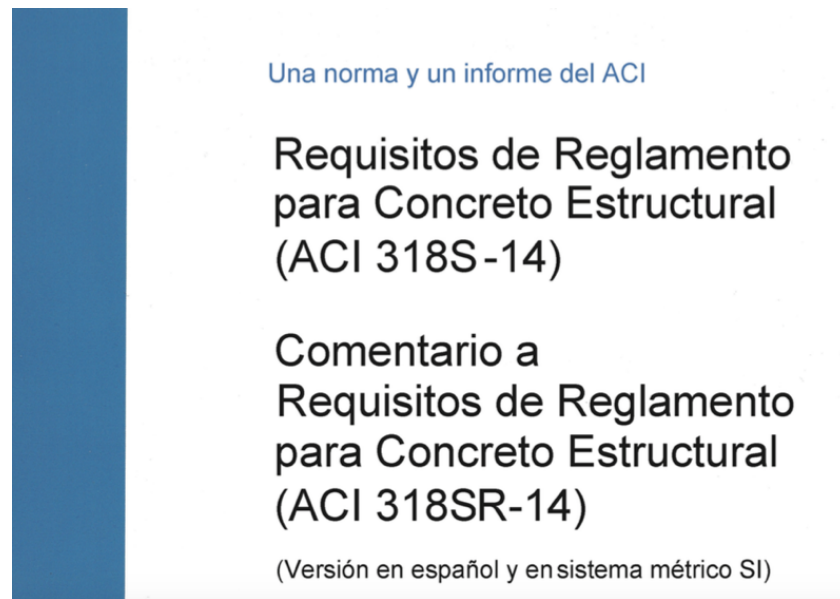 Una norma y un informe del ACI
Requisitos de Reglamento
para Concreto Estructural
(ACI 318S-14)
Comentario a
Requisitos de Reglamento
para Concreto Estructural
(ACI 318SR-14)
(Versión en español y en sistema métrico SI)